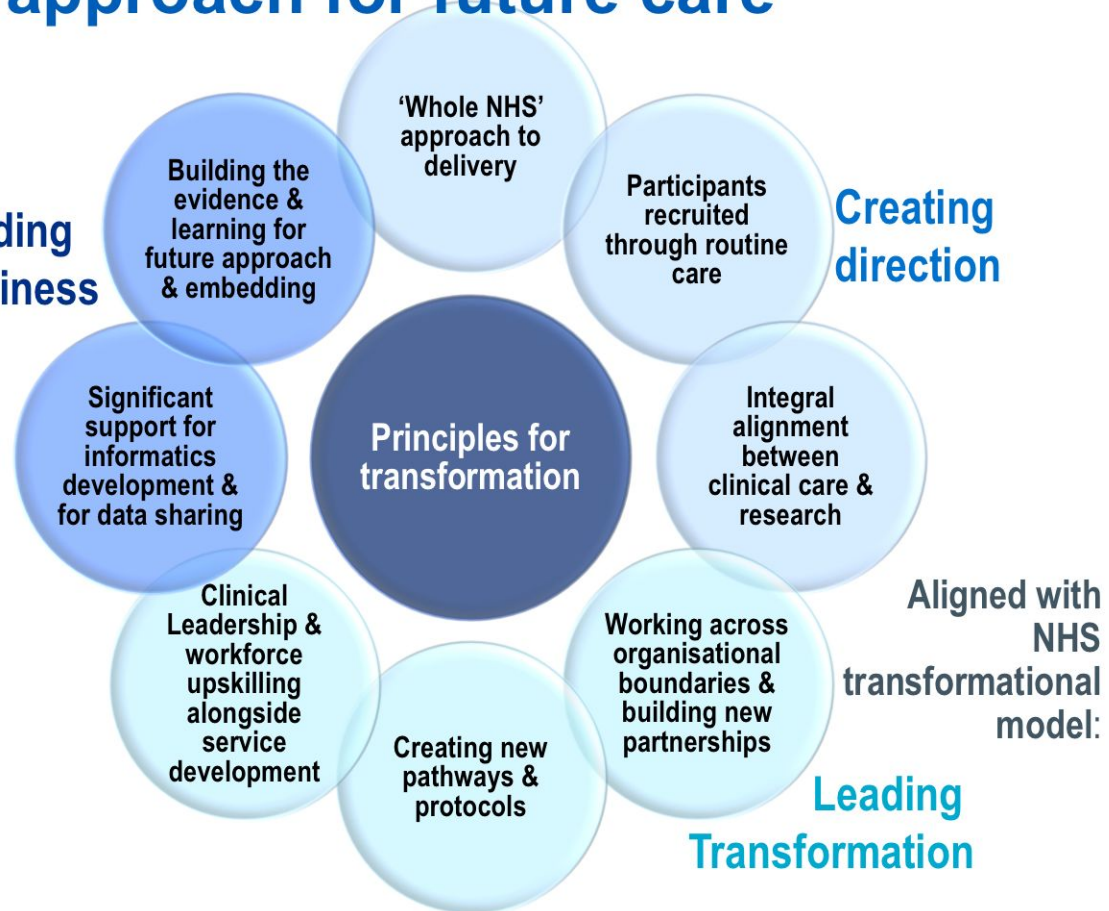 approach for future care
'Whole NHS'
approach to
delivery
Participants
recruited
through routine
care
Creating
direction
Integral
alignment
between
clinical care &
research
Aligned with
NHS
transformational
model:
Working across
organisational
boundaries &
building new
partnerships
Leading
Transformation
Creating new
pathways &
protocols
Clinical
Leadership &
workforce
upskilling
alongside
service
development
Significant
support for
informatics
development &
for data sharing
Building the
evidence &
learning for
future approach
& embedding
ding
iness
Principles for
transformation